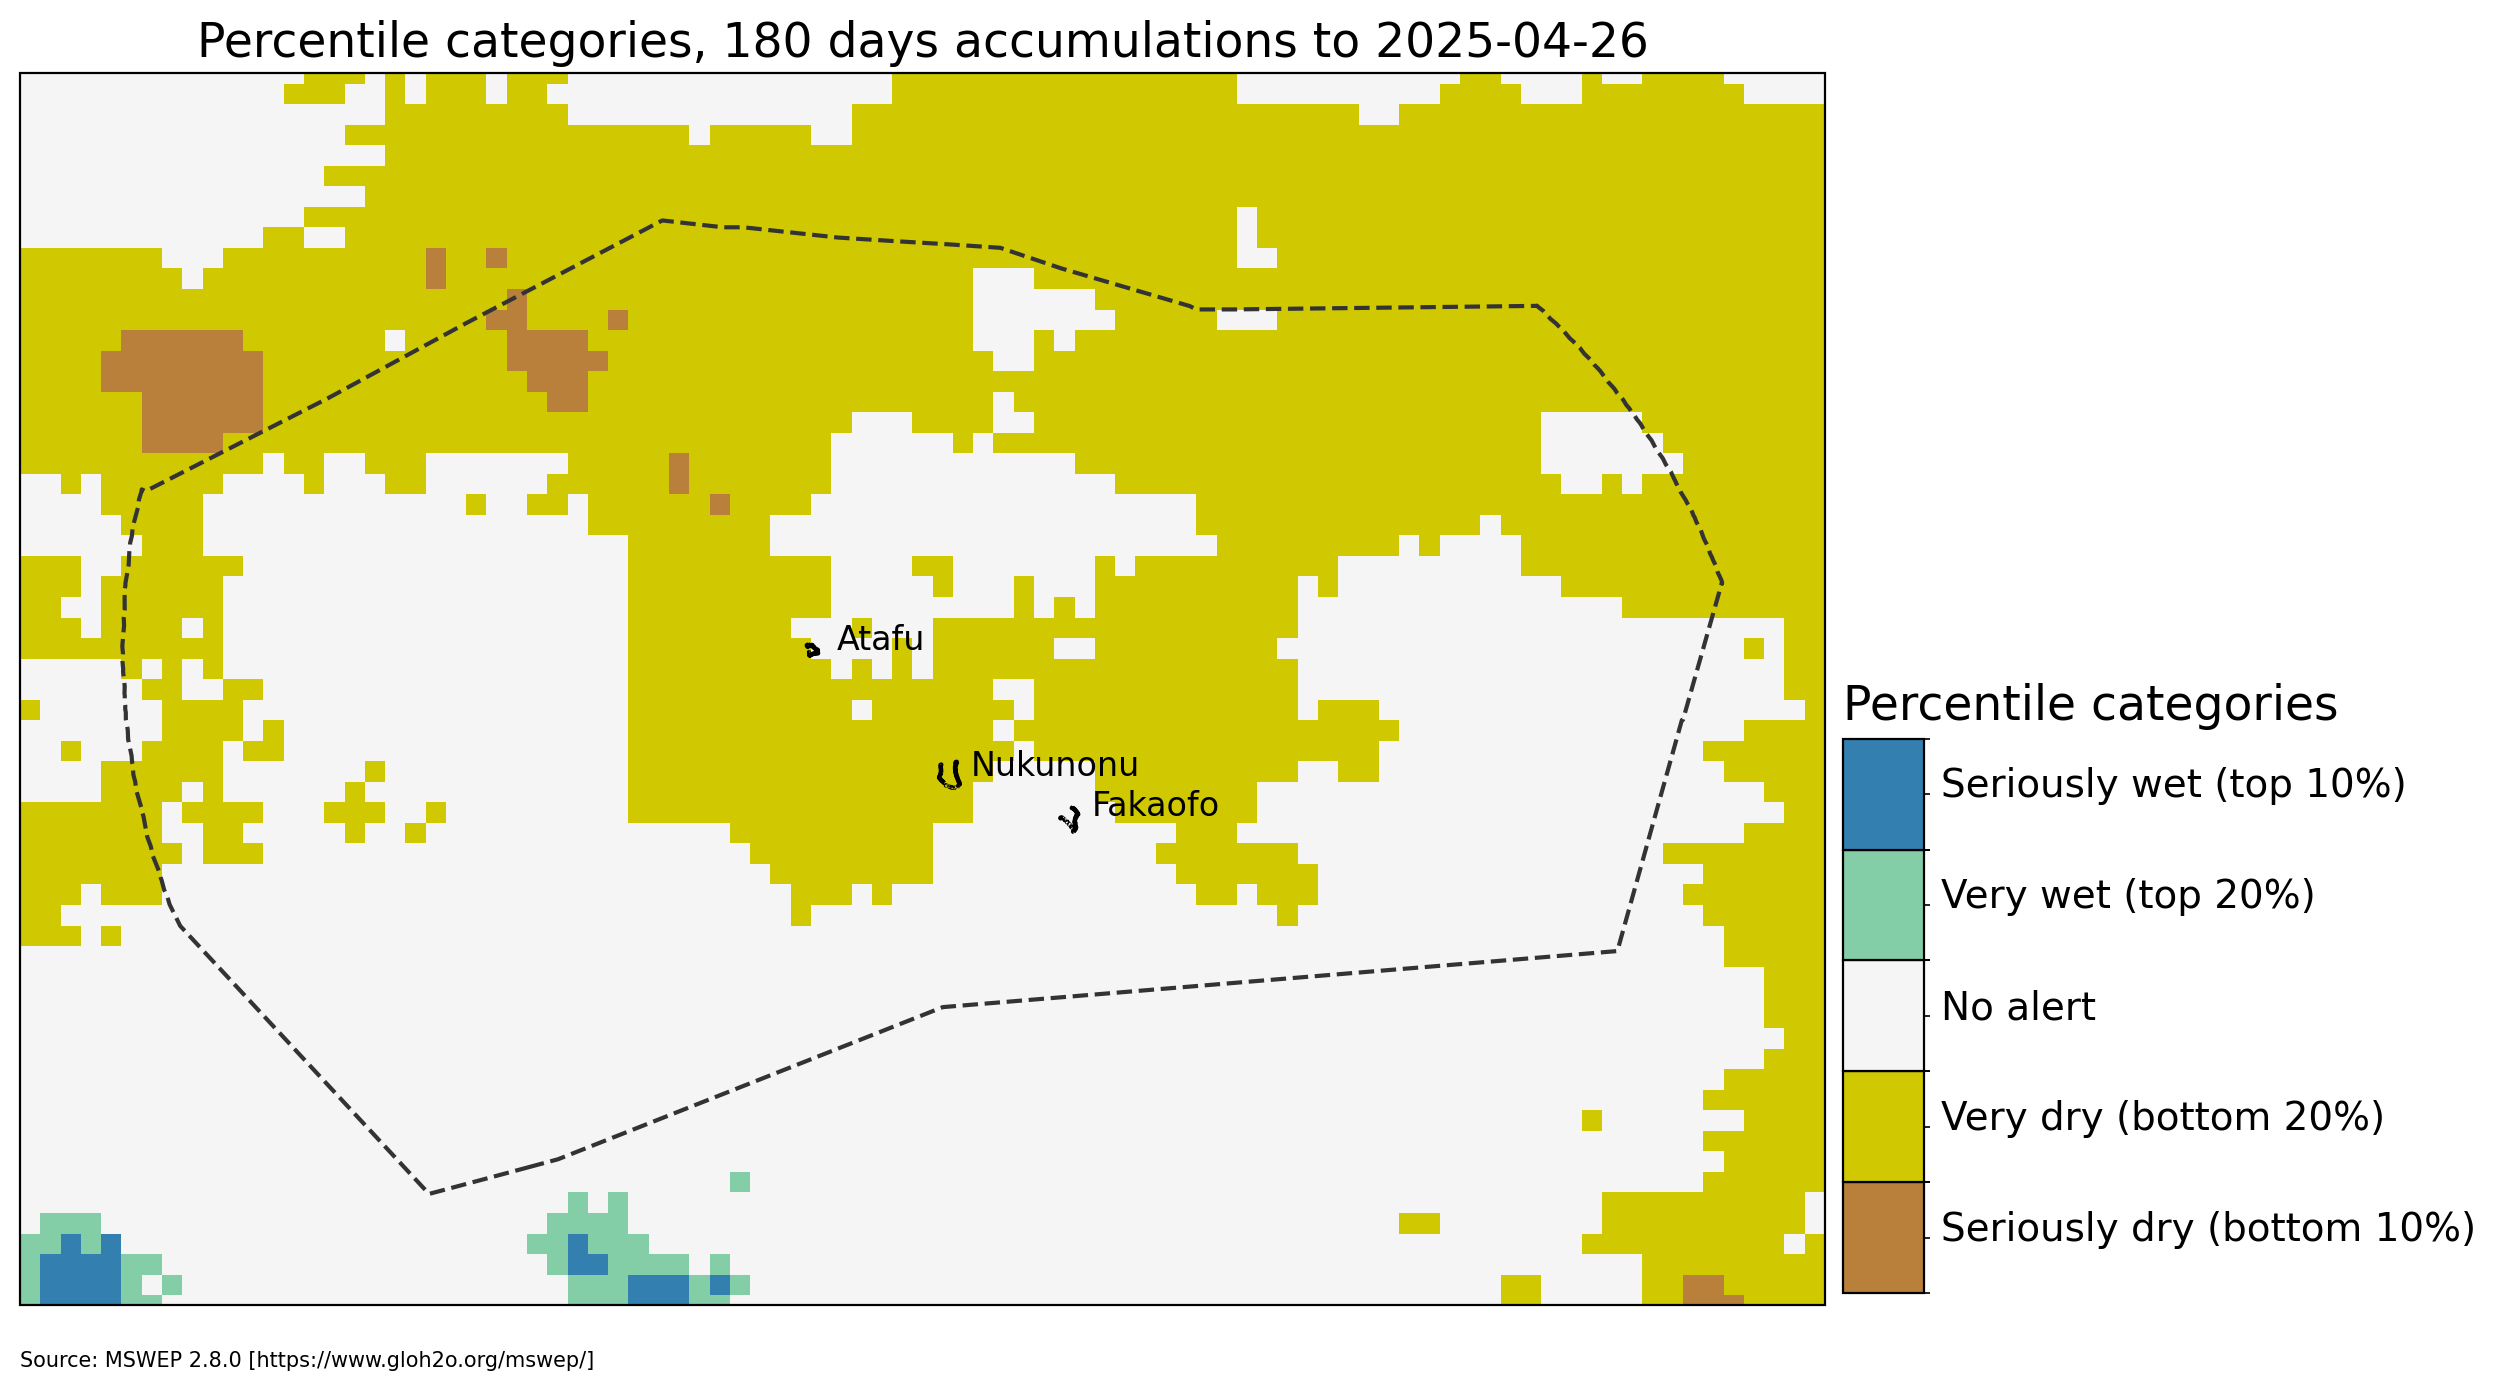 Percentile categories, 180 days accumulations to 2025-04-26
Atafu
Nukunonu
Fakaofo
Percentile categories
Seriously wet (top 10%)
Very wet (top 20%)
No alert
Very dry (bottom 20%)
Seriously dry (bottom 10%)
Source: MSWEP 2.8.0 [https://www.gloh2o.org/mswep/]